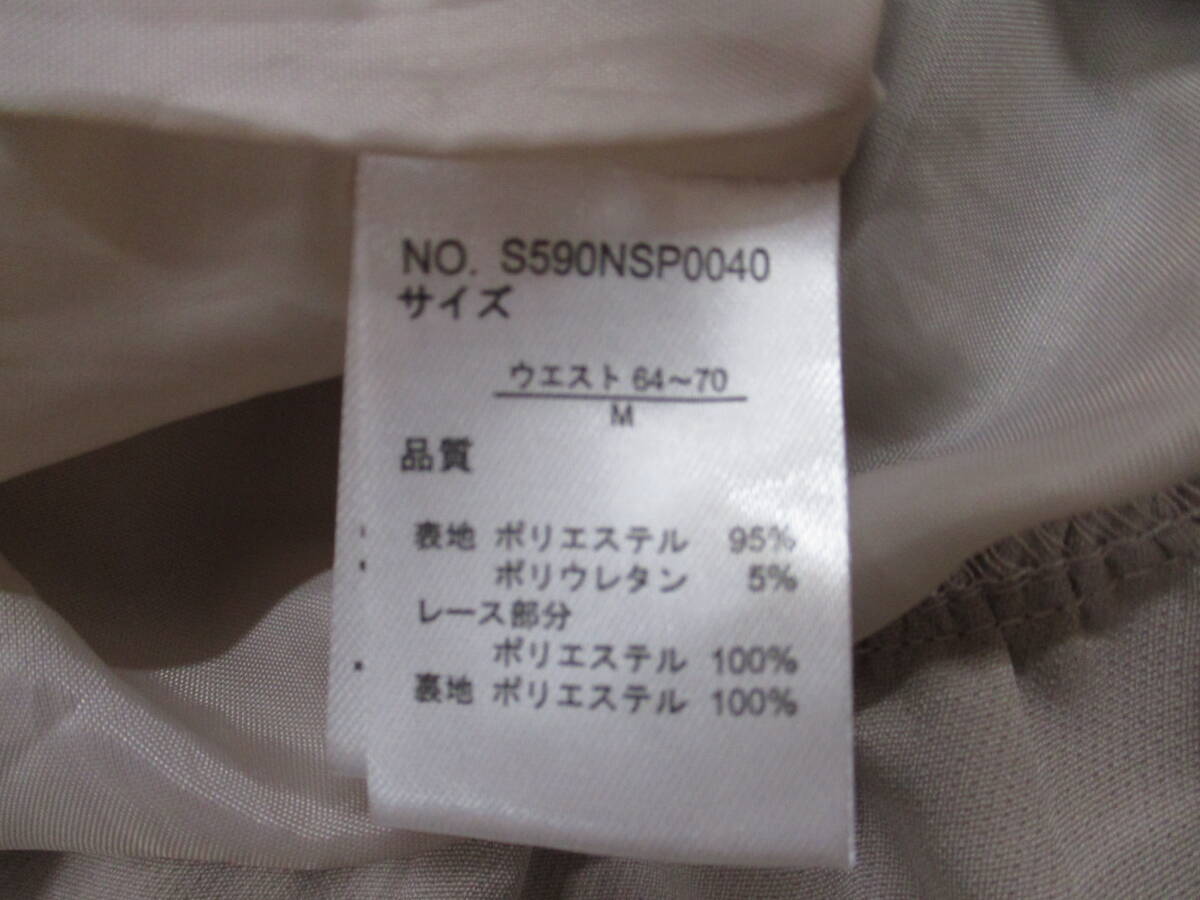 NO. S590NSP0040
サイズ
ウエスト 64～70
M
品質
表地 ポリエステル 95%
ポリウレタン 5%
レース部分
ポリエステル 100%
裏地 ポリエステル 100%